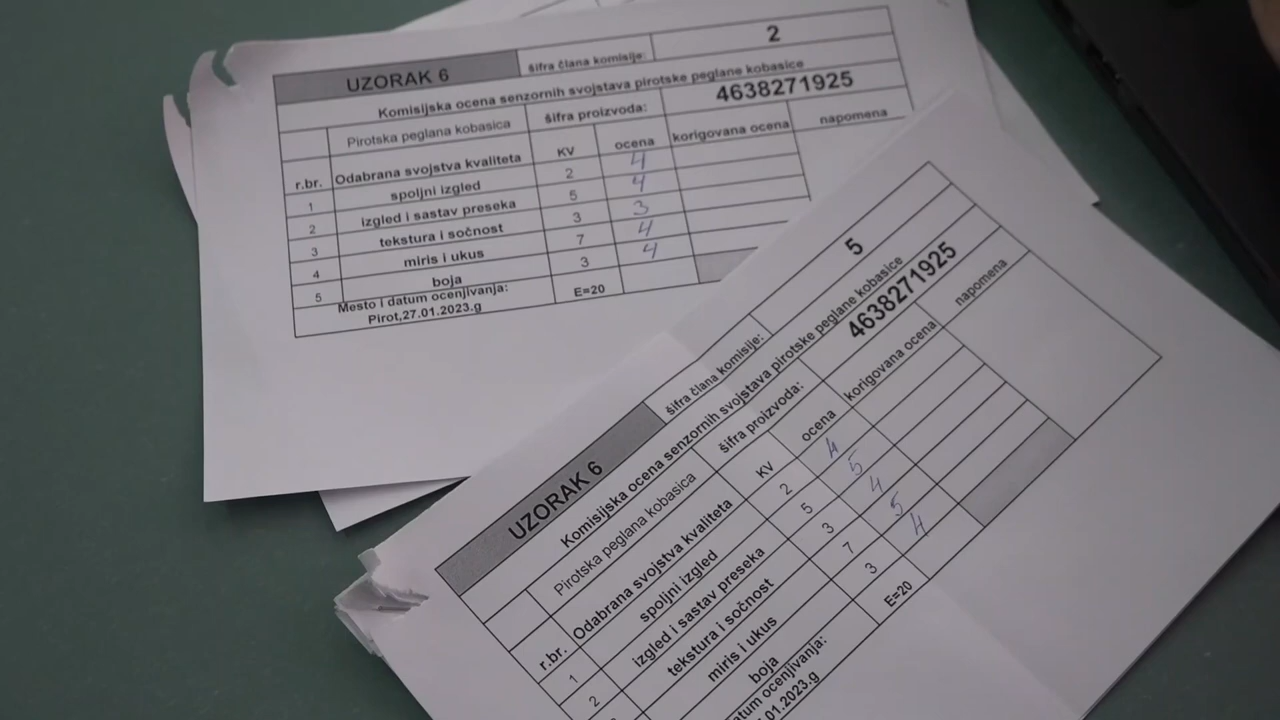 UZORAK 6 šifra člana komisije: 2
Komisijska ocena senzornih svojstava pirotske peglane kobasice
Pirotska peglana kobasica šifra proizvoda: 4638271925
r.br. Odabrana svojstva kvaliteta KV ocena korigovana ocena napomena
1 spoljni izgled 2 4
2 izgled i sastav preseka 5 4
3 tekstura i sočnost 3 3
4 miris i ukus 7 4
5 boja 3 4
Mesto i datum ocenjivanja: E=20
Pirot,27.01.2023.g
UZORAK 6 šifra člana komisije: 5
Komisijska ocena senzornih svojstava pirotske peglane kobasice
Pirotska peglana kobasica šifra proizvoda: 4638271925
r.br. Odabrana svojstva kvaliteta KV ocena korigovana ocena napomena
1 spoljni izgled 2 4
2 izgled i sastav preseka 5 5
tekstura i sočnost 3 4
miris i ukus 7 5
boja 3 4
datum ocenjivanja: E=20
.01.2023.g